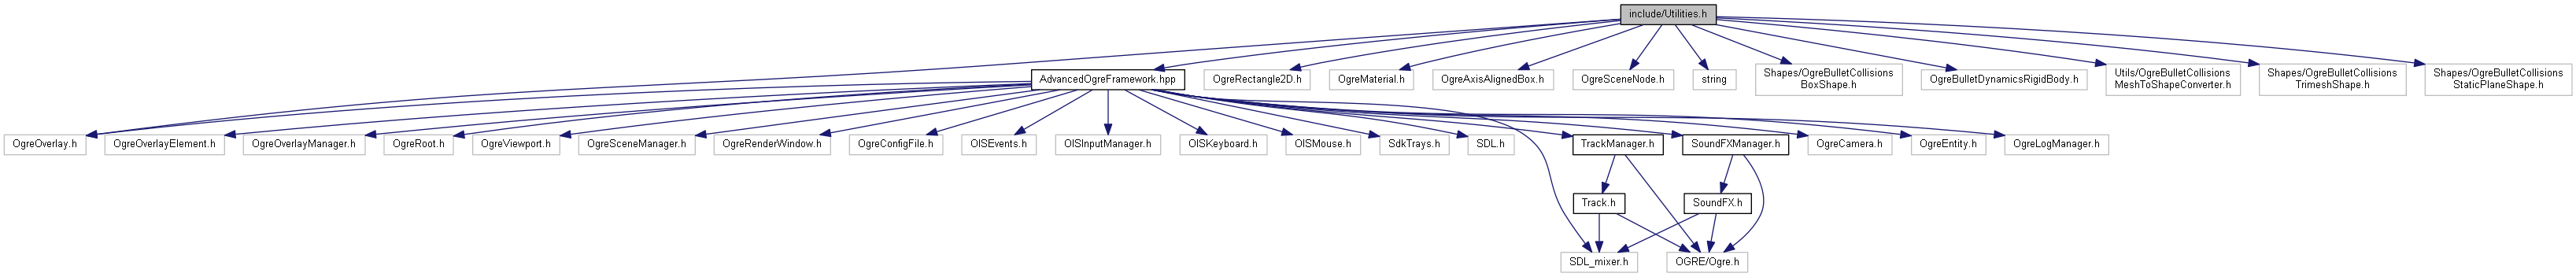 include/Utilities.h
AdvancedOgreFramework.hpp
OgreRectangle2D.h
OgreMaterial.h
OgreAxisAlignedBox.h
OgreSceneNode.h
string
Shapes/OgreBulletCollisions
BoxShape.h
OgreBulletDynamicsRigidBody.h
Utils/OgreBulletCollisions
MeshToShapeConverter.h
Shapes/OgreBulletCollisions
TrimeshShape.h
Shapes/OgreBulletCollisions
StaticPlaneShape.h
OgreOverlay.h
OgreOverlayElement.h
OgreOverlayManager.h
OgreRoot.h
OgreViewport.h
OgreSceneManager.h
OgreRenderWindow.h
OgreConfigFile.h
OISEvents.h
OISInputManager.h
OISKeyboard.h
OISMouse.h
SdkTrays.h
SDL.h
TrackManager.h
SoundFXManager.h
OgreCamera.h
OgreEntity.h
OgreLogManager.h
Track.h
SoundFX.h
SDL_mixer.h
OGRE/Ogre.h